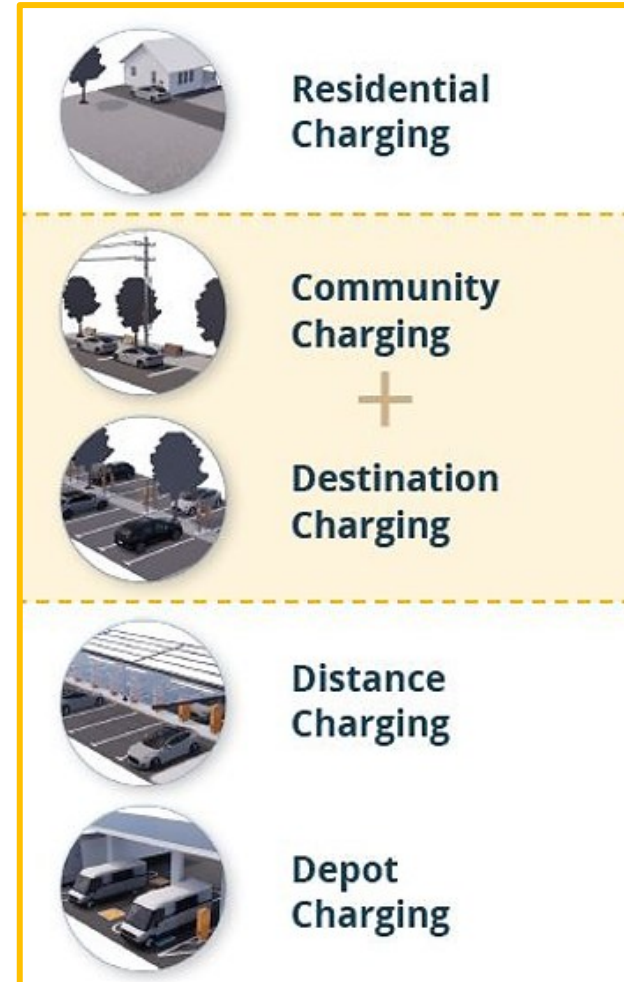 Residential
Charging
Community
Charging
+
Destination
Charging
Distance
Charging
Depot
Charging